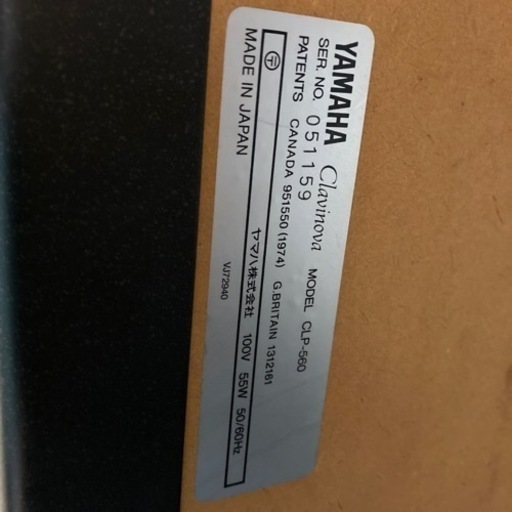 YAMAHA Clavinova MODEL CLP-560
SER. NO. 051159
PATENTS CANADA 951550 (1974) G.BRITAIN 1312161
〒 ヤマハ株式会社 100V 55W 50/60Hz
MADE IN JAPAN
VJ72940